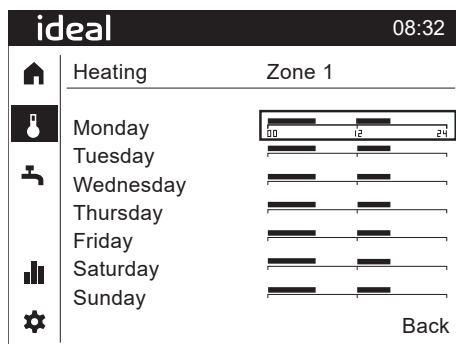 ideal 08:32
Heating Zone 1
Monday
00 12 24
Tuesday
Wednesday
Thursday
Friday
Saturday
Sunday
Back